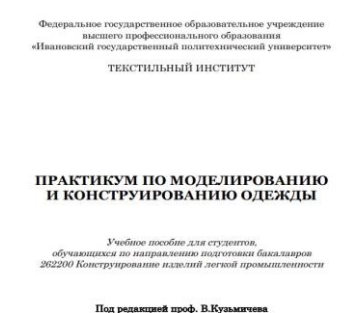 Федеральное государственное образовательное учреждение
высшего профессионального образования
«Ивановский государственный политехнический университет»
ТЕКСТИЛЬНЫЙ ИНСТИТУТ
ПРАКТИКУМ ПО МОДЕЛИРОВАНИЮ
И КОНСТРУИРОВАНИЮ ОДЕЖДЫ
Учебное пособие для студентов,
обучающихся по направлению подготовки бакалавров
262200 Конструирование изделий легкой промышленности
Под редакцией проф. В.Кузьмичева